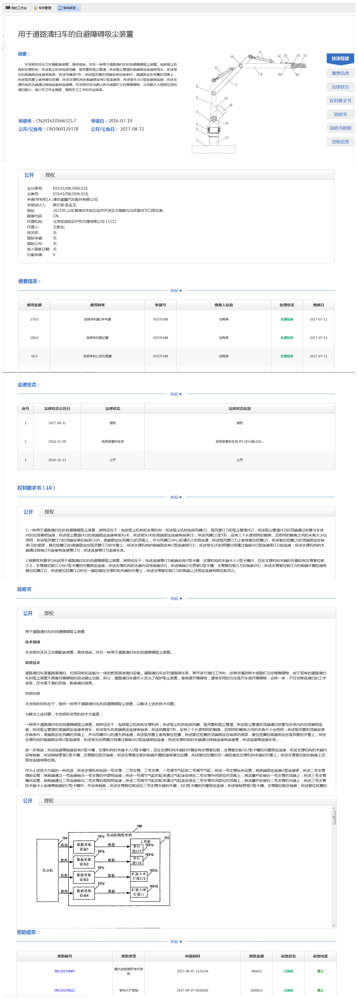 我的工作台 专利管理 专利详览
用于道路清扫车的自避障碍吸尘装置
摘要：
本发明涉及环卫车辆配套装置，具体地说，涉及一种用于道路清扫车的自避障碍吸尘装置。包括吸尘机
构和支撑机构；所述吸尘机构包括风嘴、吸风管和吸尘管道；所述吸尘管道的底端固定连接有弯头，所述弯
头的底端固定连接有轴承；所述风嘴呈Y形；所述吸风管的顶端安装在轴承内，底端固定在风嘴的顶面上；
所述吸风管上套有复位扭簧；所述支撑机构的前端固定有U型连接架，所述弯头与U型连接架连接；所述支
撑机构的末端通过转轴连接有连接臂。本发明可自动避让树木或路灯立柱等障碍物，从而能大大提高垃圾的
清扫能力、减少环卫作业强度、提高环卫工作的作业效率。
申请号：CN201610566515.7 申请日：2016-07-19
公开/公告号：CN106012937B 公开/公告日： 2017-08-11
11
10
12 13 14 15
9
8
82 81
7
6
5
51
42
4
41
3
2
17
1
快速链接
缴费信息
法律状态
权利要求书
说明书
说明书附图
资助信息
公开 授权
主分类号: E01H1/08(2006.01)I
分类号: E01H1/08(2006.01)I;
申请(专利权)人: 潍坊富鑫汽车配件有限公司;
发明设计人: 韩文奇;李宝玉;
地址: 262100 山东省潍坊市安丘经济开发区北海路与北环路交叉口西北角
国省代码: CN
代理机构: 北京轻创知识产权代理有限公司 11212
代理人: 王新生;
优先权: 无
国际申请: 无
国际公布: 无
进入国家日期: 无
分案申请: 0
缴费信息：
收起
费用金额 费用种类 收据号 缴费人信息 处理状态 缴费日
270.0 发明专利第2年年费 65376388 刘秀秀 处理结束 2017-07-11
200.0 发明专利登记费 65376388 刘秀秀 处理结束 2017-07-11
50.0 发明专利公告印刷费 65376388 刘秀秀 处理结束 2017-07-11
法律状态：
收起
序号 法律状态公告日 法律状态 法律状态信息
1 2017-08-11 授权 授权
2 2016-11-09 实质审查的生效 实质审查的生效 IPC(主分类):E01...
3 2016-10-12 公开 公开
权利要求书（10）
收起
公开 授权
1.一种用于道路清扫车的自避障碍吸尘装置，其特征在于：包括吸尘机构和支撑机构；所述吸尘机构包括风嘴(1)、吸风管(17)和吸尘管道(42)，所述吸尘管道(42)的顶端通过软管与车体
内的垃圾箱相连接；所述吸尘管道(42)的底端固定连接有弯头(4)，所述弯头(4)的底端固定连接有轴承(3)；所述风嘴(1)呈Y形，设有三个长度相同的触角，且相邻的触角之间的夹角大小也
相同；所述吸风管(17)的顶端安装在轴承(3)内，底端固定在风嘴(1)的顶面上，并与风嘴(1)中心的通孔(18)相连通；所述吸风管(17)上套有复位扭簧(2)，所述复位扭簧(2)的顶端固定在轴
承(3)的底部，复位扭簧(2)的底端固定在吸风管(17)的外壁上；所述支撑机构的前端固定有U型连接架(51)，所述弯头(4)的两侧分别通过销轴与U型连接架(51)铰连接；所述支撑机构的末
端通过转轴(14)连接有连接臂(15)，所述连接臂(15)连接车体。
2.根据权利要求1所述用于道路清扫车的自避障碍吸尘装置，其特征在于：所述连接臂(15)前端设有U型卡槽，支撑机构的末端卡入U型卡槽内，且在支撑机构末端的外侧设有支臂复位板
(13)，支臂复位板(13)与U型卡槽的内壁固定连接；所述支撑机构的末端内设有轴套(81)，所述销轴(14)贯穿U型卡槽、支臂复位板(13)及轴套(81)；所述支臂复位板(13)的前端外侧挂接有
复位拉簧(12)，所述复位拉簧(12)的另一端挂接在支撑机构末端的外壁上；所述支臂复位板(13)的前端上还固定连接有限位板(82)。
说明书
收起
公开 授权
用于道路清扫车的自避障碍吸尘装置
技术领域
本发明涉及环卫车辆配套装置，具体地说，涉及一种用于道路清扫车的自避障碍吸尘装置。
背景技术
道路清扫车是集路面清扫、垃圾回收和运输为一体的新型高效清扫设备。道路清扫车在对道路绿化带、草坪进行清扫工作时，经常会遇到树木或路灯立柱等障碍物，由于现有的道路清扫
车的吸尘装置不具备对障碍物的自动避让功能，所以，道路清扫车操作人员为了保护吸尘装置，使其避开障碍物，通常采用的方法是开车绕开障碍物，这样一来，不仅会降低清扫的工作
效率，还会留下清扫死角，影响清扫效果。
发明内容
本发明的目的在于，提供一种用于道路清扫车的自避障碍吸尘装置，以解决上述的技术问题。
为解决上述问题，本发明所采用的技术方案是：
一种用于道路清扫车的自避障碍吸尘装置，其特征在于：包括吸尘机构和支撑机构；所述吸尘机构包括风嘴、吸风管和吸尘管道，所述吸尘管道的顶端通过软管与车体内的垃圾箱相连
接；所述吸尘管道的底端固定连接有弯头，所述弯头的底端固定连接有轴承；所述风嘴呈Y形，设有三个长度相同的触角，且相邻的触角之间的夹角大小也相同；所述吸风管的顶端安装
在轴承内，底端固定在风嘴的顶面上，并与风嘴中心的通孔相连通；所述吸风管上套有复位扭簧，所述复位扭簧的顶端固定在轴承的底部，复位扭簧的底端固定在吸风管的外壁上；所述
支撑机构的前端固定有U型连接架，所述弯头的两侧分别通过销轴与U型连接架铰连接；所述支撑机构的末端通过转轴连接有连接臂，所述连接臂连接车体。
进一步地说，所述连接臂前端设有U型卡槽，支撑机构的末端卡入U型卡槽内，且在支撑机构末端的外侧设有支臂复位板，支臂复位板与U型卡槽的内壁固定连接；所述支撑机构的末端内
设有轴套，所述销轴贯穿U型卡槽、支臂复位板及轴套；所述支臂复位板的前端外侧挂接有复位拉簧，所述复位拉簧的另一端挂接在支撑机构末端的外壁上；所述支臂复位板的前端上还
固定连接有限位板。
作为上述技术方案的一种优选，所述支撑机构包括一号支臂、二号支臂、三号支臂、一号调节气缸和二号调节气缸；所述一号支臂纵向设置，其底端固定连接U型连接架；所述二号支臂
倾斜设置，其前端通过一号连接轴与一号支臂的中部相连接；所述一号调节气缸的缸体通过气缸座安装在二号支臂中间部位的顶面上，其活塞杆铰接在一号支臂的顶端上；所述三号支臂
横向设置，其前端通过二号连接轴与二号支臂的尾部相连接；所述二号调节气缸的缸体通过气缸座安装在二号支臂中间部位的顶面上，其活塞杆铰接在二号支臂的末端上；所述三号支臂
的末端卡入连接臂前端的U型卡槽内，并设有轴套；所述支臂复位板设在三号支臂末端的外侧，与U型卡槽的内壁固定连接；所述销轴贯穿U型卡槽、支臂复位板及轴套；所述复位拉簧的
公开 授权
100
发动机测控系统
104 101a 103
工控机
数据 数据采集设备1 数据 串行接口1 1031a
101b 1031b
数据 数据采集设备2 数据 串行接口2
发动机
101c 1031c
数据 数据采集设备3 数据 扩展卡串行接口3
101d 1031d
数据 数据采集设备4 数据 扩展卡串行接口
资助信息：
收起
资助编号 资助类型 申报时间 资助金额 审批状态 审批结果
WC20170007 国内发明授权专利资助 2017-09-07 13:53:54 4000.0 已审批 通过
WC20170021 专利大户资助 2017-09-07 00:00:00 30000.0 已审批 通过